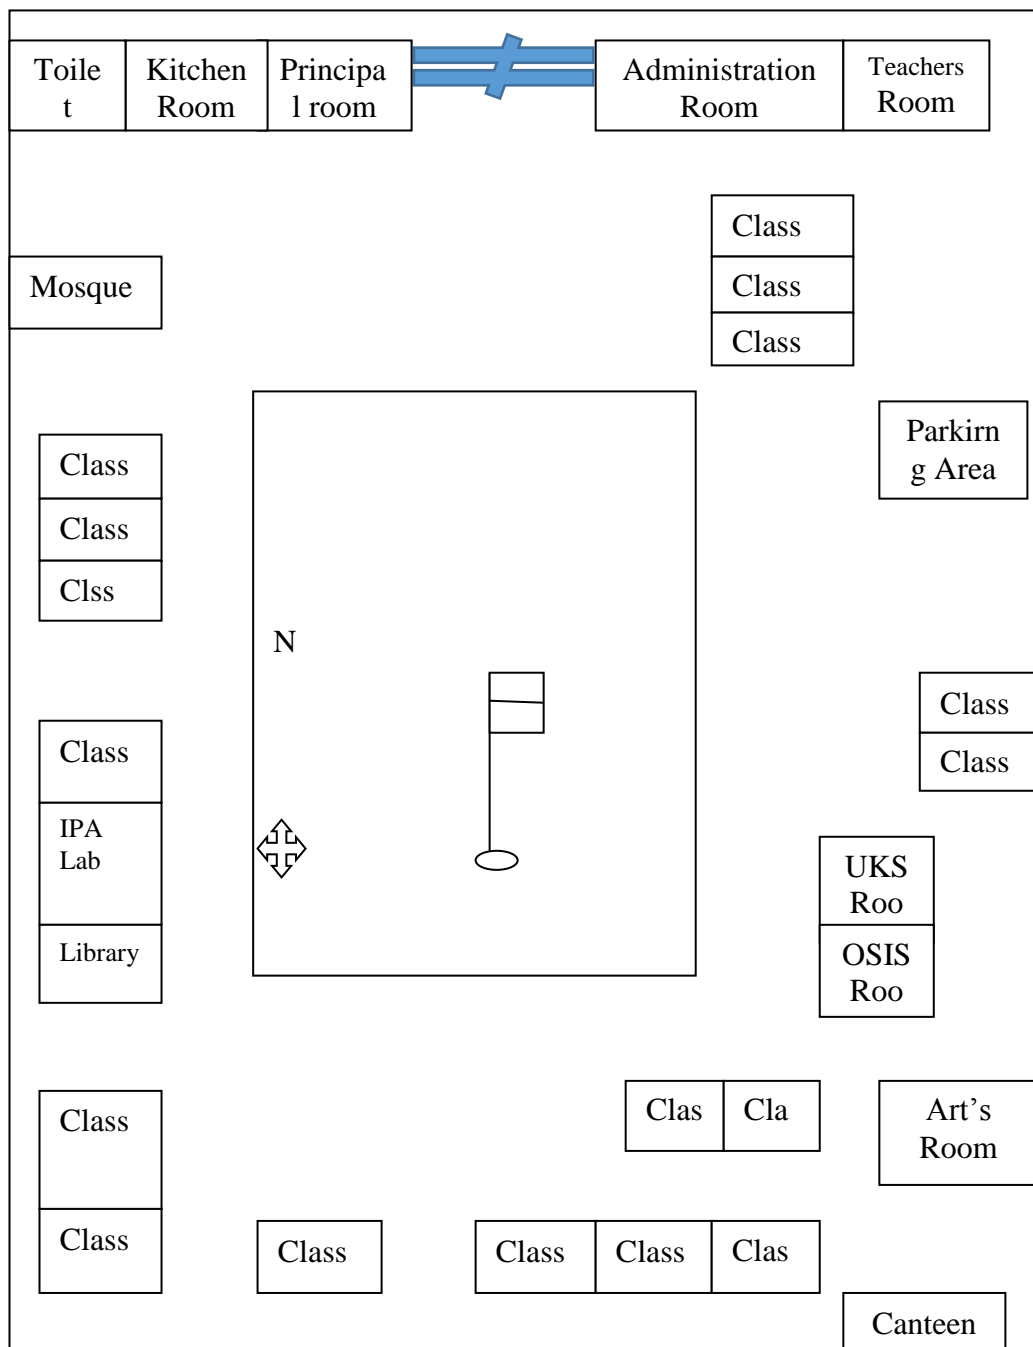 Toile
t
Kitchen
Room
Principa
l room
Administration
Room
Teachers
Room
Class
Class
Class
Mosque
Parkirn
g Area
Class
Class
Clss
N
Class
Class
Class
IPA
Lab
Library
UKS
Roo
OSIS
Roo
Clas
Cla
Art’s
Room
Class
Class
Class
Class
Class
Clas
Canteen